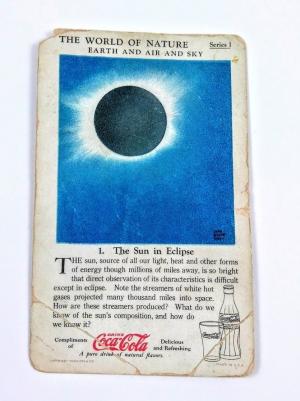 THE WORLD OF NATURE Series I
EARTH AND AIR AND SKY
1. The Sun in Eclipse
THE sun, source of all our light, heat and other forms
of energy though millions of miles away, is so bright
that direct observation of its characteristics is difficult
except in eclipse. Note the streamers of white hot
gases projected many thousand miles into space.
How are these streamers produced? What do we
know of the sun's composition, and how do
we know it?
Compliments of
DRINK
Coca-Cola
Delicious and Refreshing
A pure drink of natural flavors.
MADE IN U.S.A.